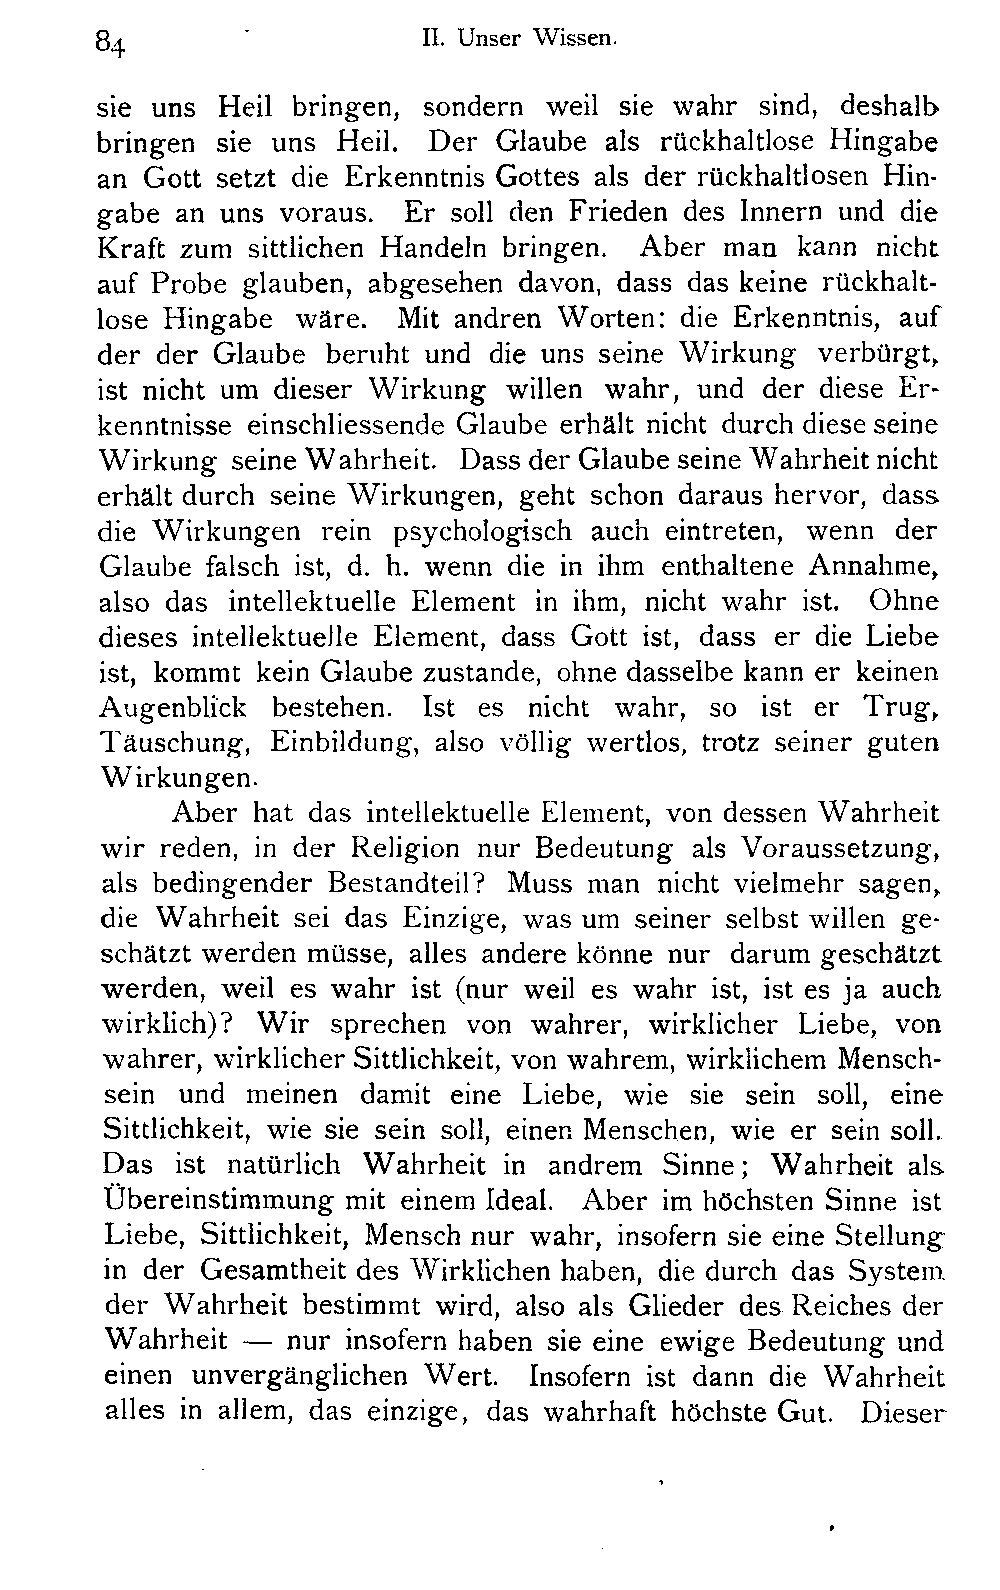 84
II. Unser Wissen.
sie uns Heil bringen, sondern weil sie wahr sind, deshalb
bringen sie uns Heil. Der Glaube als rückhaltlose Hingabe
an Gott setzt die Erkenntnis Gottes als der rückhaltlosen Hin-
gabe an uns voraus. Er soll den Frieden des Innern und die
Kraft zum sittlichen Handeln bringen. Aber man kann nicht
auf Probe glauben, abgesehen davon, dass das keine rückhalt-
lose Hingabe wäre. Mit andren Worten: die Erkenntnis, auf
der der Glaube beruht und die uns seine Wirkung verbürgt,
ist nicht um dieser Wirkung willen wahr, und der diese Er-
kenntnisse einschliessende Glaube erhält nicht durch diese seine
Wirkung seine Wahrheit. Dass der Glaube seine Wahrheit nicht
erhält durch seine Wirkungen, geht schon daraus hervor, dass
die Wirkungen rein psychologisch auch eintreten, wenn der
Glaube falsch ist, d. h. wenn die in ihm enthaltene Annahme,
also das intellektuelle Element in ihm, nicht wahr ist. Ohne
dieses intellektuelle Element, dass Gott ist, dass er die Liebe
ist, kommt kein Glaube zustande, ohne dasselbe kann er keinen
Augenblick bestehen. Ist es nicht wahr, so ist er Trug,
Täuschung, Einbildung, also völlig wertlos, trotz seiner guten
Wirkungen.
Aber hat das intellektuelle Element, von dessen Wahrheit
wir reden, in der Religion nur Bedeutung als Voraussetzung,
als bedingender Bestandteil? Muss man nicht vielmehr sagen,
die Wahrheit sei das Einzige, was um seiner selbst willen ge-
schätzt werden müsse, alles andere könne nur darum geschätzt
werden, weil es wahr ist (nur weil es wahr ist, ist es ja auch
wirklich)? Wir sprechen von wahrer, wirklicher Liebe, von
wahrer, wirklicher Sittlichkeit, von wahrem, wirklichem Mensch-
sein und meinen damit eine Liebe, wie sie sein soll, eine
Sittlichkeit, wie sie sein soll, einen Menschen, wie er sein soll.
Das ist natürlich Wahrheit in andrem Sinne; Wahrheit als
Übereinstimmung mit einem Ideal. Aber im höchsten Sinne ist
Liebe, Sittlichkeit, Mensch nur wahr, insofern sie eine Stellung
in der Gesamtheit des Wirklichen haben, die durch das System
der Wahrheit bestimmt wird, also als Glieder des Reiches der
Wahrheit — nur insofern haben sie eine ewige Bedeutung und
einen unvergänglichen Wert. Insofern ist dann die Wahrheit
alles in allem, das einzige, das wahrhaft höchste Gut. Dieser